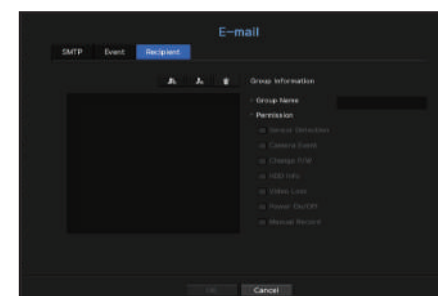 E-mail
SMTP Event Recipient
Group Information
Group Name
Permission
Sensor Detection
Camera Event
Change P/W
HDD Info
Video Loss
Power On/Off
Manual Record
OK Cancel